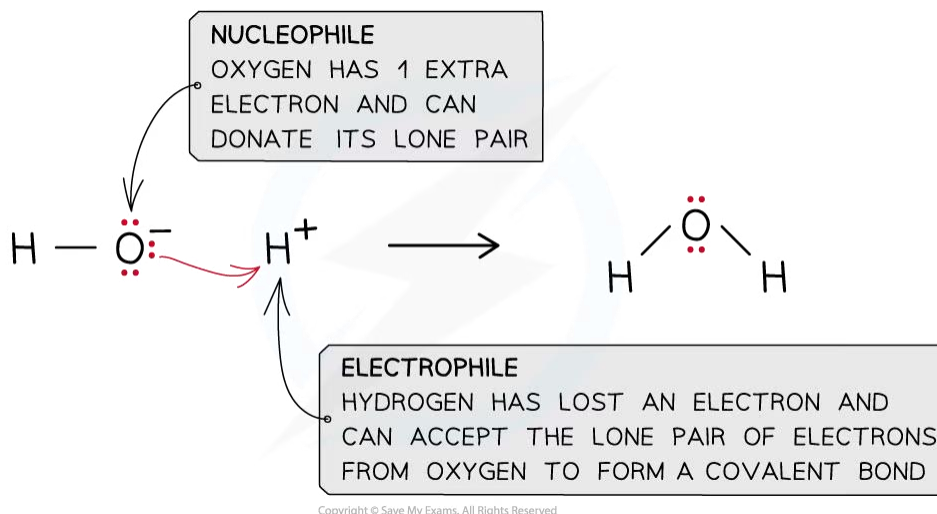 NUCLEOPHILE
OXYGEN HAS 1 EXTRA
ELECTRON AND CAN
DONATE ITS LONE PAIR
H — O:⁻ H⁺ → O
H H
ELECTROPHILE
HYDROGEN HAS LOST AN ELECTRON AND
CAN ACCEPT THE LONE PAIR OF ELECTRONS
FROM OXYGEN TO FORM A COVALENT BOND
Copyright © Save My Exams. All Rights Reserved